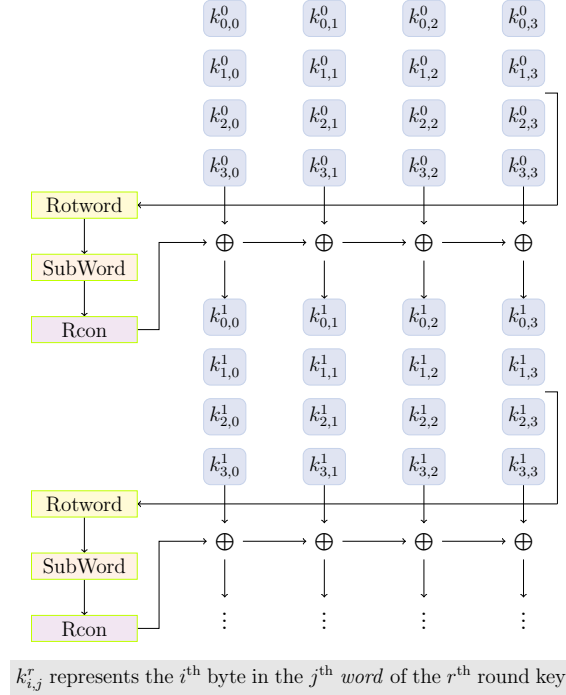 k^0_{0,0} k^0_{0,1} k^0_{0,2} k^0_{0,3}
k^0_{1,0} k^0_{1,1} k^0_{1,2} k^0_{1,3}
k^0_{2,0} k^0_{2,1} k^0_{2,2} k^0_{2,3}
k^0_{3,0} k^0_{3,1} k^0_{3,2} k^0_{3,3}
Rotword
⊕ ⊕ ⊕ ⊕
SubWord
Rcon
k^1_{0,0} k^1_{0,1} k^1_{0,2} k^1_{0,3}
k^1_{1,0} k^1_{1,1} k^1_{1,2} k^1_{1,3}
k^1_{2,0} k^1_{2,1} k^1_{2,2} k^1_{2,3}
k^1_{3,0} k^1_{3,1} k^1_{3,2} k^1_{3,3}
Rotword
⊕ ⊕ ⊕ ⊕
SubWord
Rcon
⋮ ⋮ ⋮ ⋮
k^r_{i,j} represents the i^th byte in the j^th word of the r^th round key